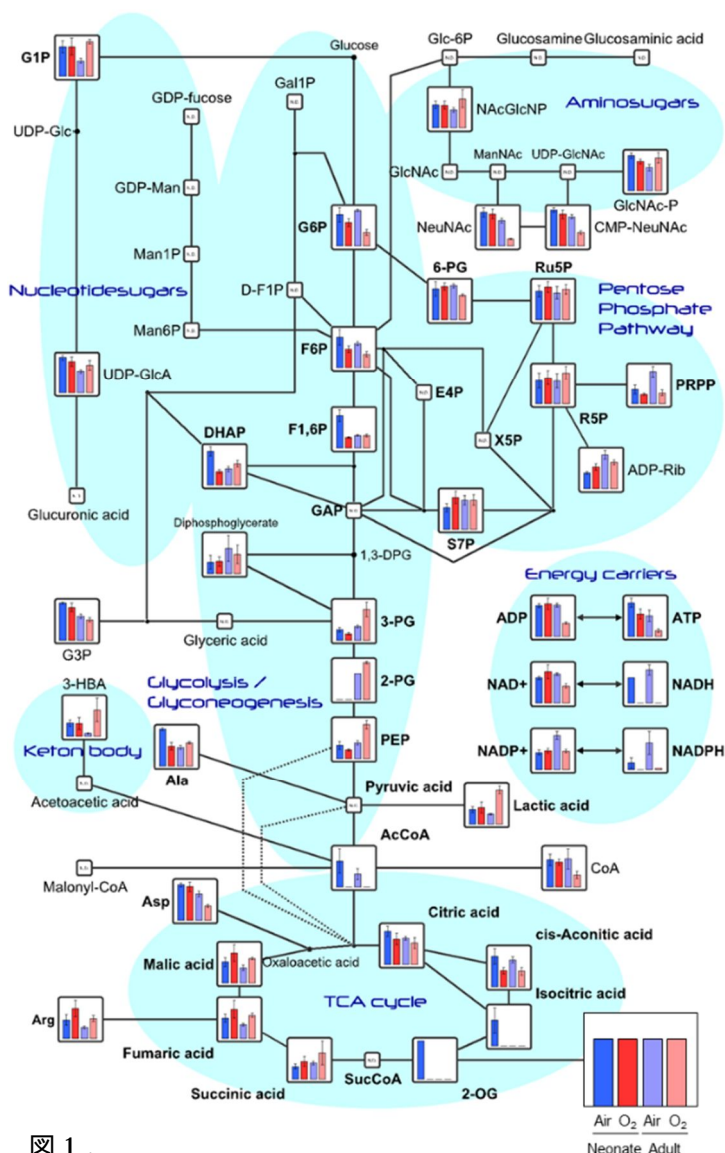 G1P
Glucose
Glc-6P
Glucosamine
Glucosaminic acid
GDP-fucose
Gal1P
NAcGlcNP
Aminosugars
UDP-Glc
GlcNAc
ManNAc
UDP-GlcNAc
GlcNAc-P
GDP-Man
G6P
NeuNAc
CMP-NeuNAc
Man1P
6-PG
Ru5P
Nucleotidesugars
D-F1P
Pentose
Phosphate
Pathway
Man6P
F6P
UDP-GlcA
E4P
PRPP
R5P
DHAP
F1,6P
X5P
ADP-Rib
Glucuronic acid
GAP
S7P
Diphosphoglycerate
1,3-DPG
Energy carriers
ADP
ATP
3-PG
G3P
Glyceric acid
NAD+
NADH
3-HBA
Glycolysis /
Glyconeogenesis
2-PG
Keton body
PEP
NADP+
NADPH
Ala
Acetoacetic acid
Pyruvic acid
Lactic acid
AcCoA
Malonyl-CoA
CoA
Asp
Citric acid
cis-Aconitic acid
Malic acid
Oxaloacetic acid
Isocitric acid
TCA cycle
Arg
Fumaric acid
Succinic acid
SucCoA
2-OG
Air O₂ Air O₂
Neonate Adult
図 1 .